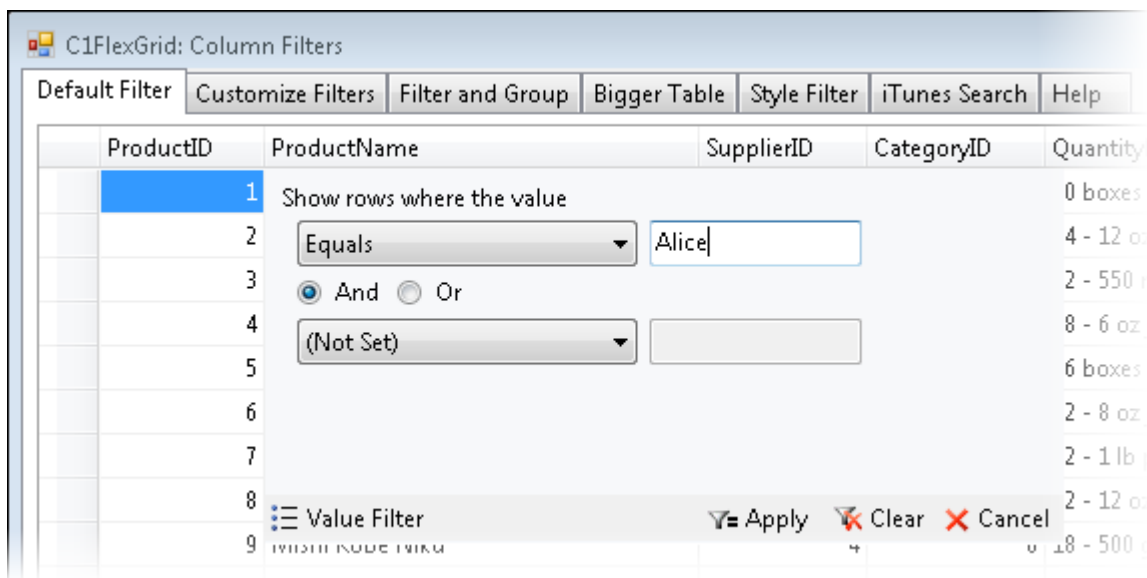 C1FlexGrid: Column Filters
Default Filter Customize Filters Filter and Group Bigger Table Style Filter iTunes Search Help
ProductID ProductName SupplierID CategoryID Quantity
1 Show rows where the value 0 boxes
2 Equals Alice 4 - 12 oz
3 And Or 2 - 550
4 (Not Set) 8 - 6 oz
5 6 boxes
6 2 - 8 oz
7 2 - 1 lb
8 Value Filter Apply Clear Cancel 2 - 12 o
9 Mishi Kobe Niku 4 6 18 - 500